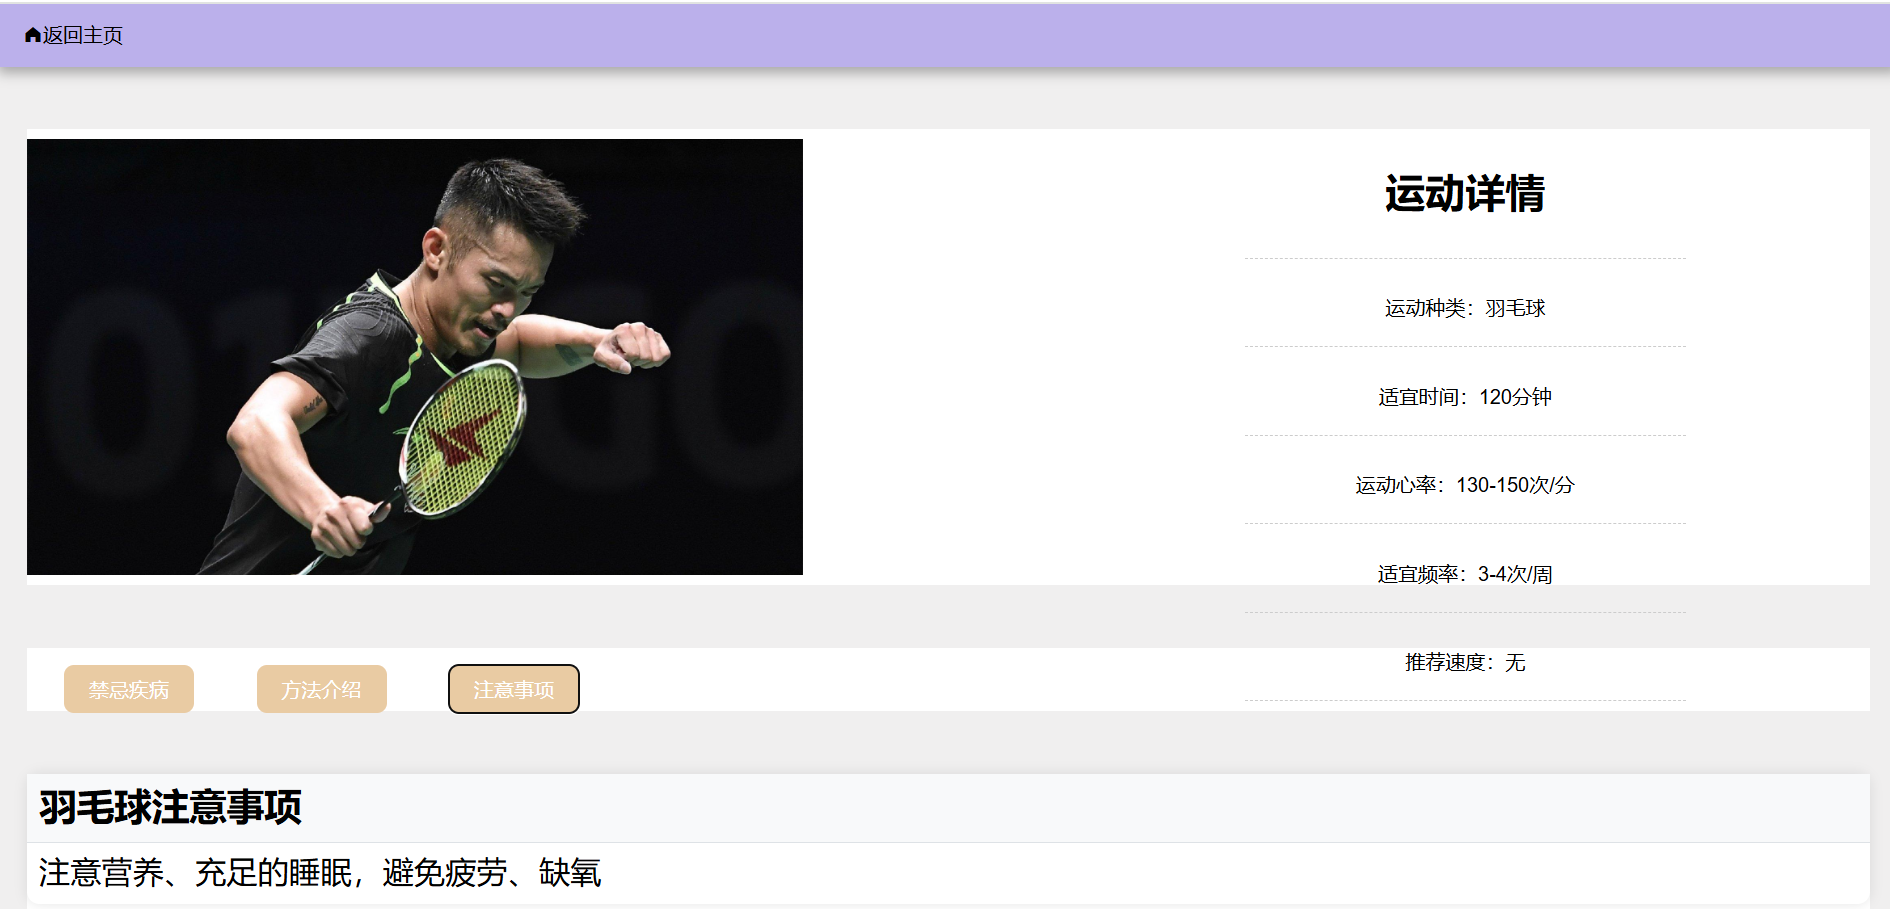 返回主页
运动详情
运动种类：羽毛球
适宜时间：120分钟
运动心率：130-150次/分
适宜频率：3-4次/周
推荐速度：无
禁忌疾病
方法介绍
注意事项
羽毛球注意事项
注意营养、充足的睡眠，避免疲劳、缺氧